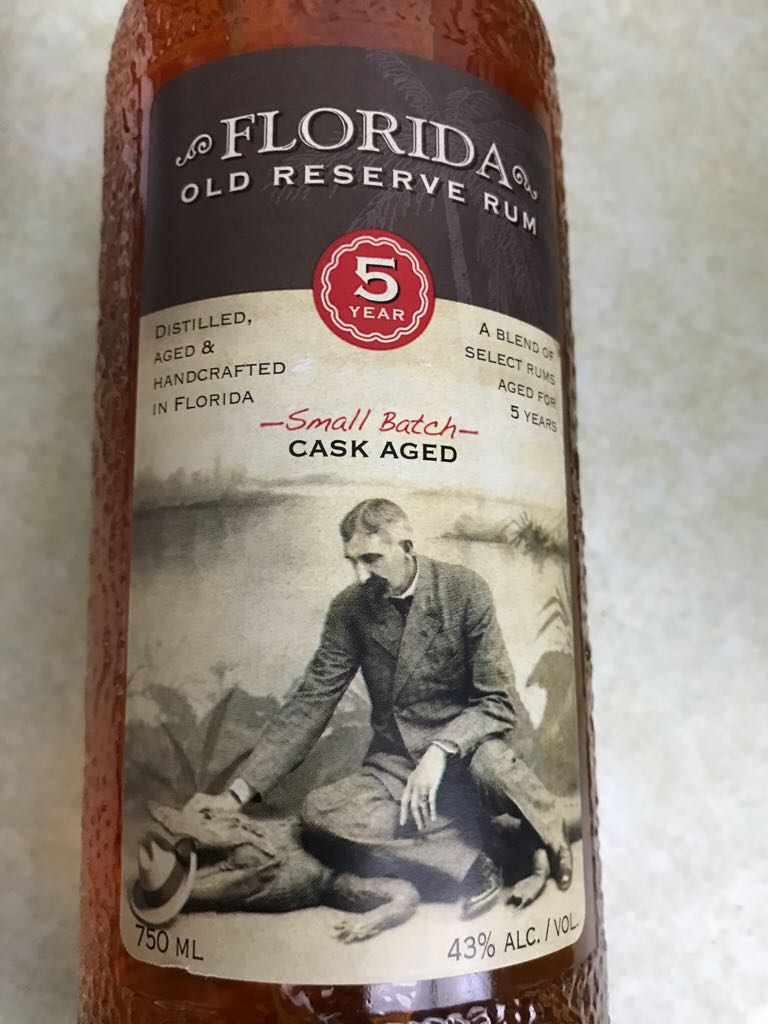 FLORIDA
OLD RESERVE RUM
5
YEAR
DISTILLED,
AGED &
HANDCRAFTED
IN FLORIDA
A BLEND OF
SELECT RUMS
AGED FOR
5 YEARS
—Small Batch—
CASK AGED
750 ML
43% ALC. / VOL.